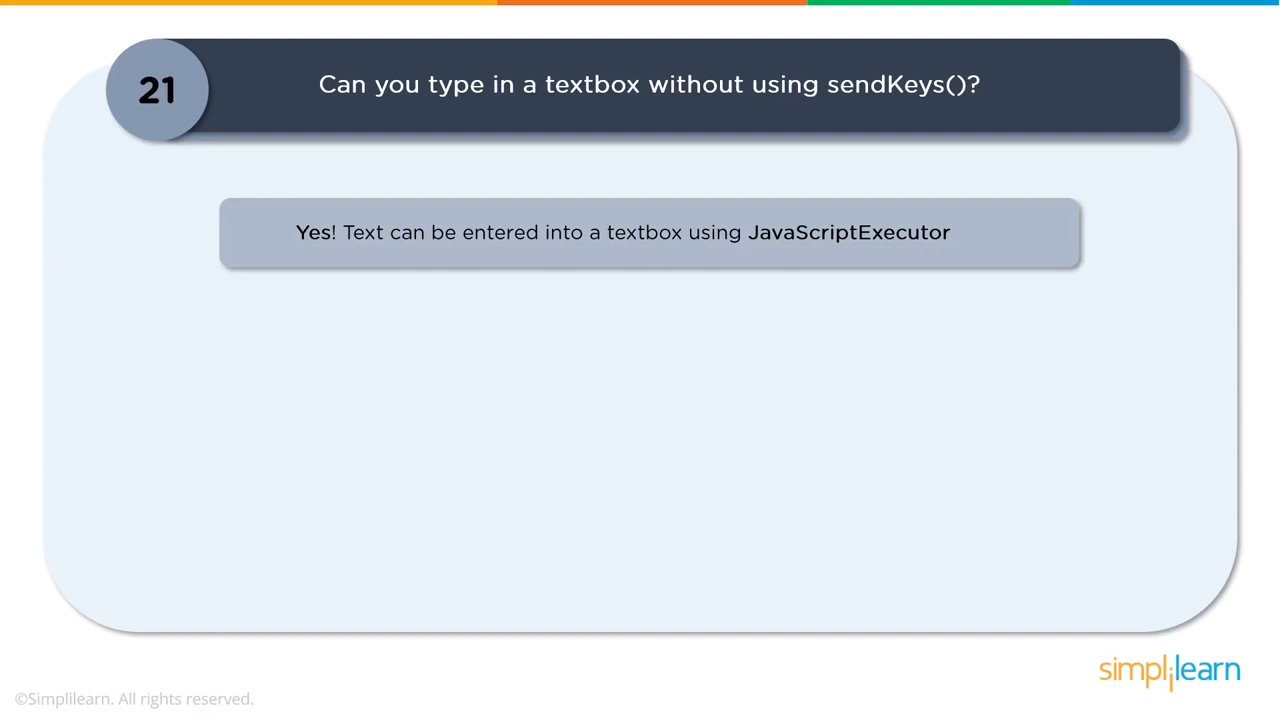 21
Can you type in a textbox without using sendKeys()?
Yes! Text can be entered into a textbox using JavaScriptExecutor
simplilearn
©Simplilearn. All rights reserved.